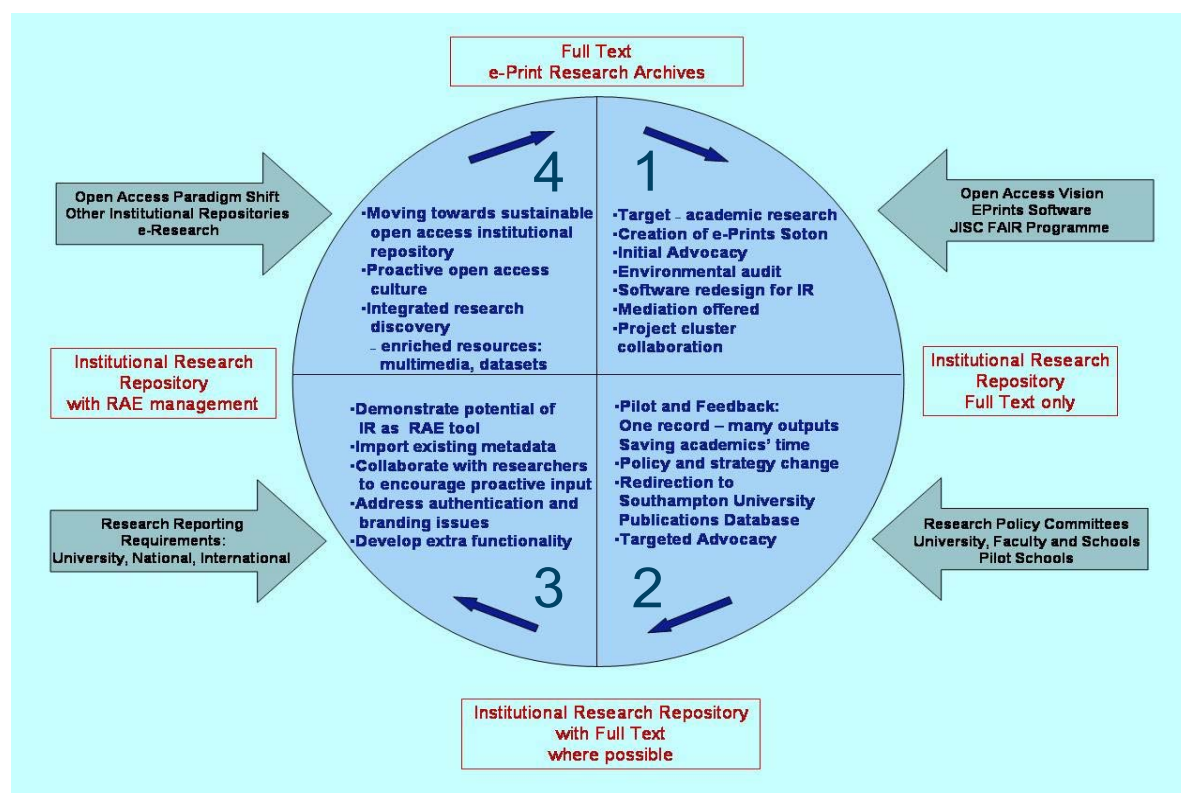 Full Text
e-Print Research Archives
Open Access Paradigm Shift
Other Institutional Repositories
e-Research
4
·Moving towards sustainable
open access institutional
repository
·Proactive open access
culture
·Integrated research
discovery
– enriched resources:
multimedia, datasets
1
·Target – academic research
·Creation of e-Prints Soton
·Initial Advocacy
·Environmental audit
·Software redesign for IR
·Mediation offered
·Project cluster
collaboration
Open Access Vision
EPrints Software
JISC FAIR Programme
Institutional Research
Repository
with RAE management
Institutional Research
Repository
Full Text only
Research Reporting
Requirements:
University, National, International
·Demonstrate potential of
IR as RAE tool
·Import existing metadata
·Collaborate with researchers
to encourage proactive input
·Address authentication and
branding issues
·Develop extra functionality
3
·Pilot and Feedback:
One record – many outputs
Saving academics' time
·Policy and strategy change
·Redirection to
Southampton University
Publications Database
·Targeted Advocacy
2
Research Policy Committees
University, Faculty and Schools
Pilot Schools
Institutional Research Repository
with Full Text
where possible